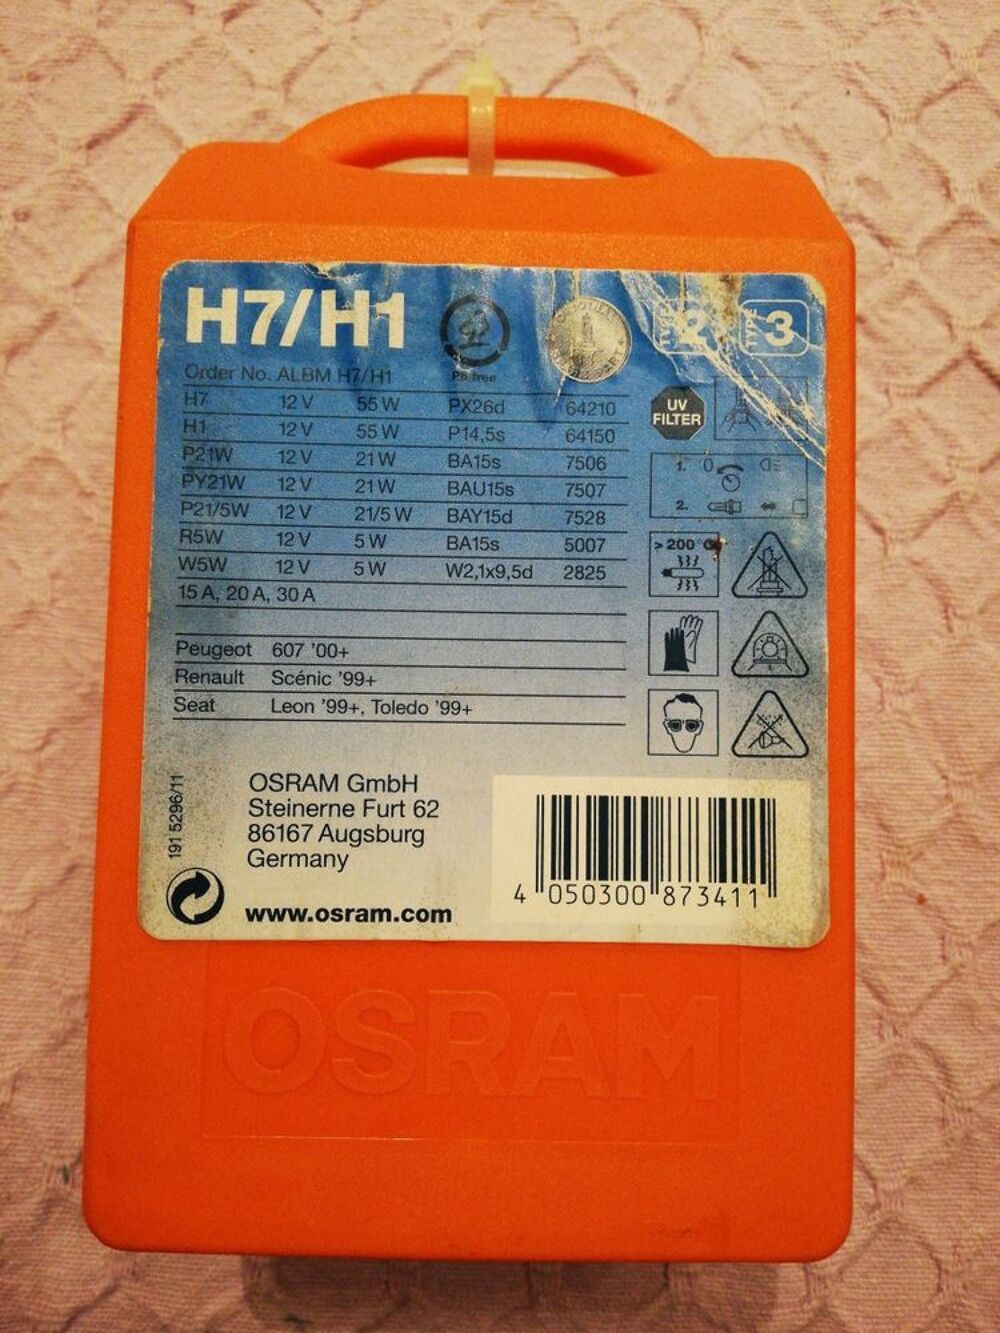 H7/H1
Pb free
TYPE 2
TYPE 3
Order No. ALBM H7/H1
H7 12 V 55 W PX26d 64210
H1 12 V 55 W P14,5s 64150
P21W 12 V 21 W BA15s 7506
PY21W 12 V 21 W BAU15s 7507
P21/5W 12 V 21/5 W BAY15d 7528
R5W 12 V 5 W BA15s 5007
W5W 12 V 5 W W2,1x9,5d 2825
15 A, 20 A, 30 A
UV
FILTER
1. 0
2.
> 200
Peugeot 607 '00+
Renault Scénic '99+
Seat Leon '99+, Toledo '99+
191 5296/11
OSRAM GmbH
Steinerne Furt 62
86167 Augsburg
Germany
www.osram.com
4 050300 873411
OSRAM